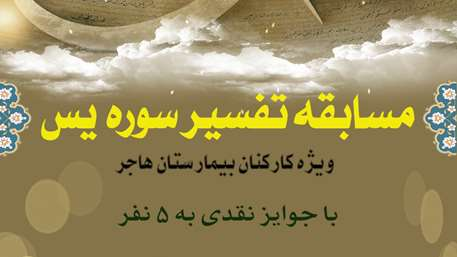 مسابقه تفسیر سوره یس
ویژه کارکنان بیمارستان هاجر
با جوایز نقدی به ۵ نفر